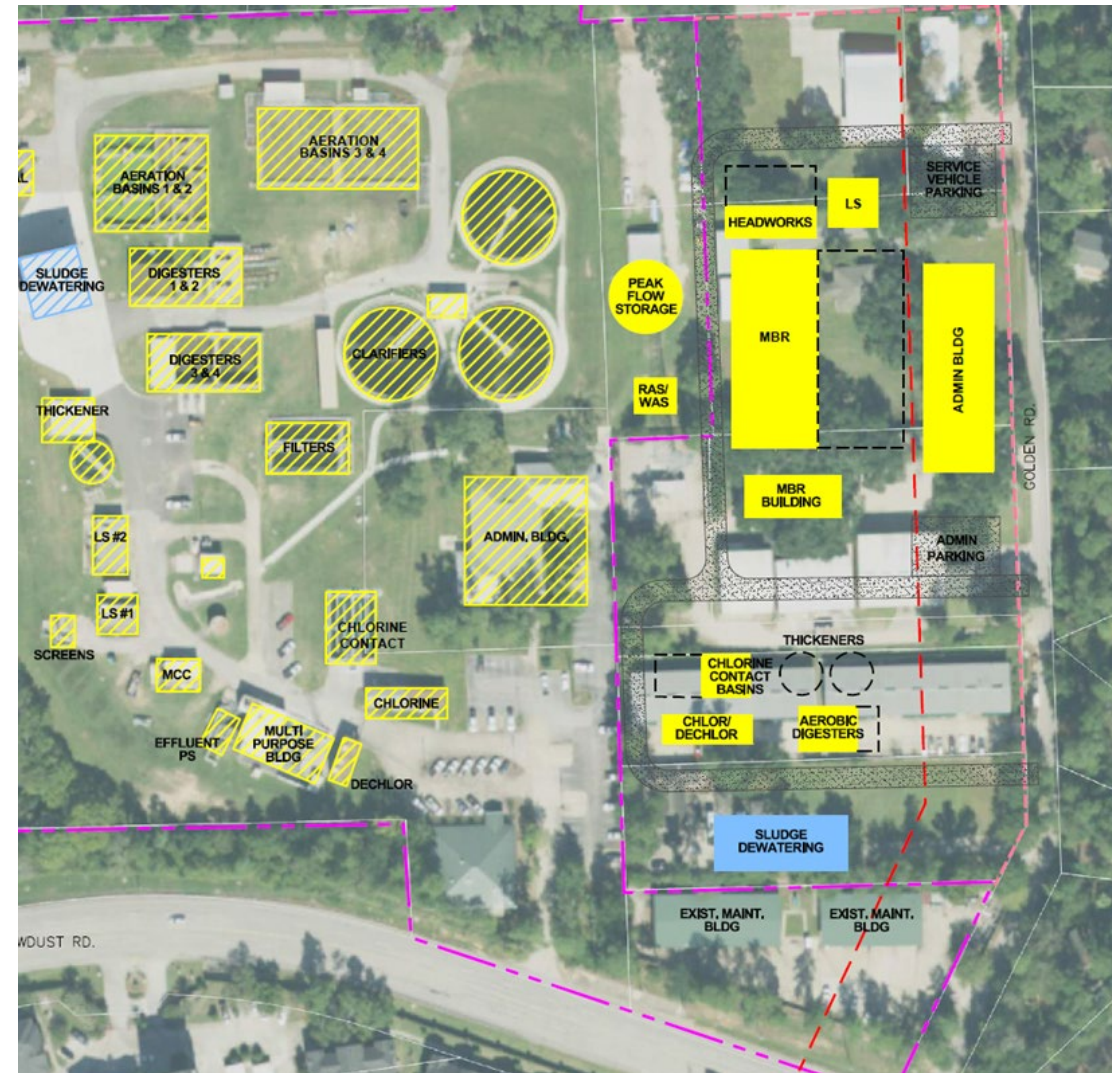 AERATION
BASINS 3 & 4
AERATION
BASINS 1 & 2
AL
SLUDGE
DEWATERING
DIGESTERS
1 & 2
DIGESTERS
3 & 4
CLARIFIERS
THICKENER
FILTERS
LS #2
LS #1
SCREENS
MCC
EFFLUENT
PS
MULTI
PURPOSE
BLDG
DECHLOR
CHLORINE
CONTACT
CHLORINE
ADMIN. BLDG.
PEAK
FLOW
STORAGE
RAS/
WAS
HEADWORKS
LS
SERVICE
VEHICLE
PARKING
MBR
ADMIN BLDG
GOLDEN RD.
MBR
BUILDING
ADMIN
PARKING
THICKENERS
CHLORINE
CONTACT
BASINS
CHLOR/
DECHLOR
AEROBIC
DIGESTERS
SLUDGE
DEWATERING
EXIST. MAINT.
BLDG
EXIST. MAINT.
BLDG
WDUST RD.